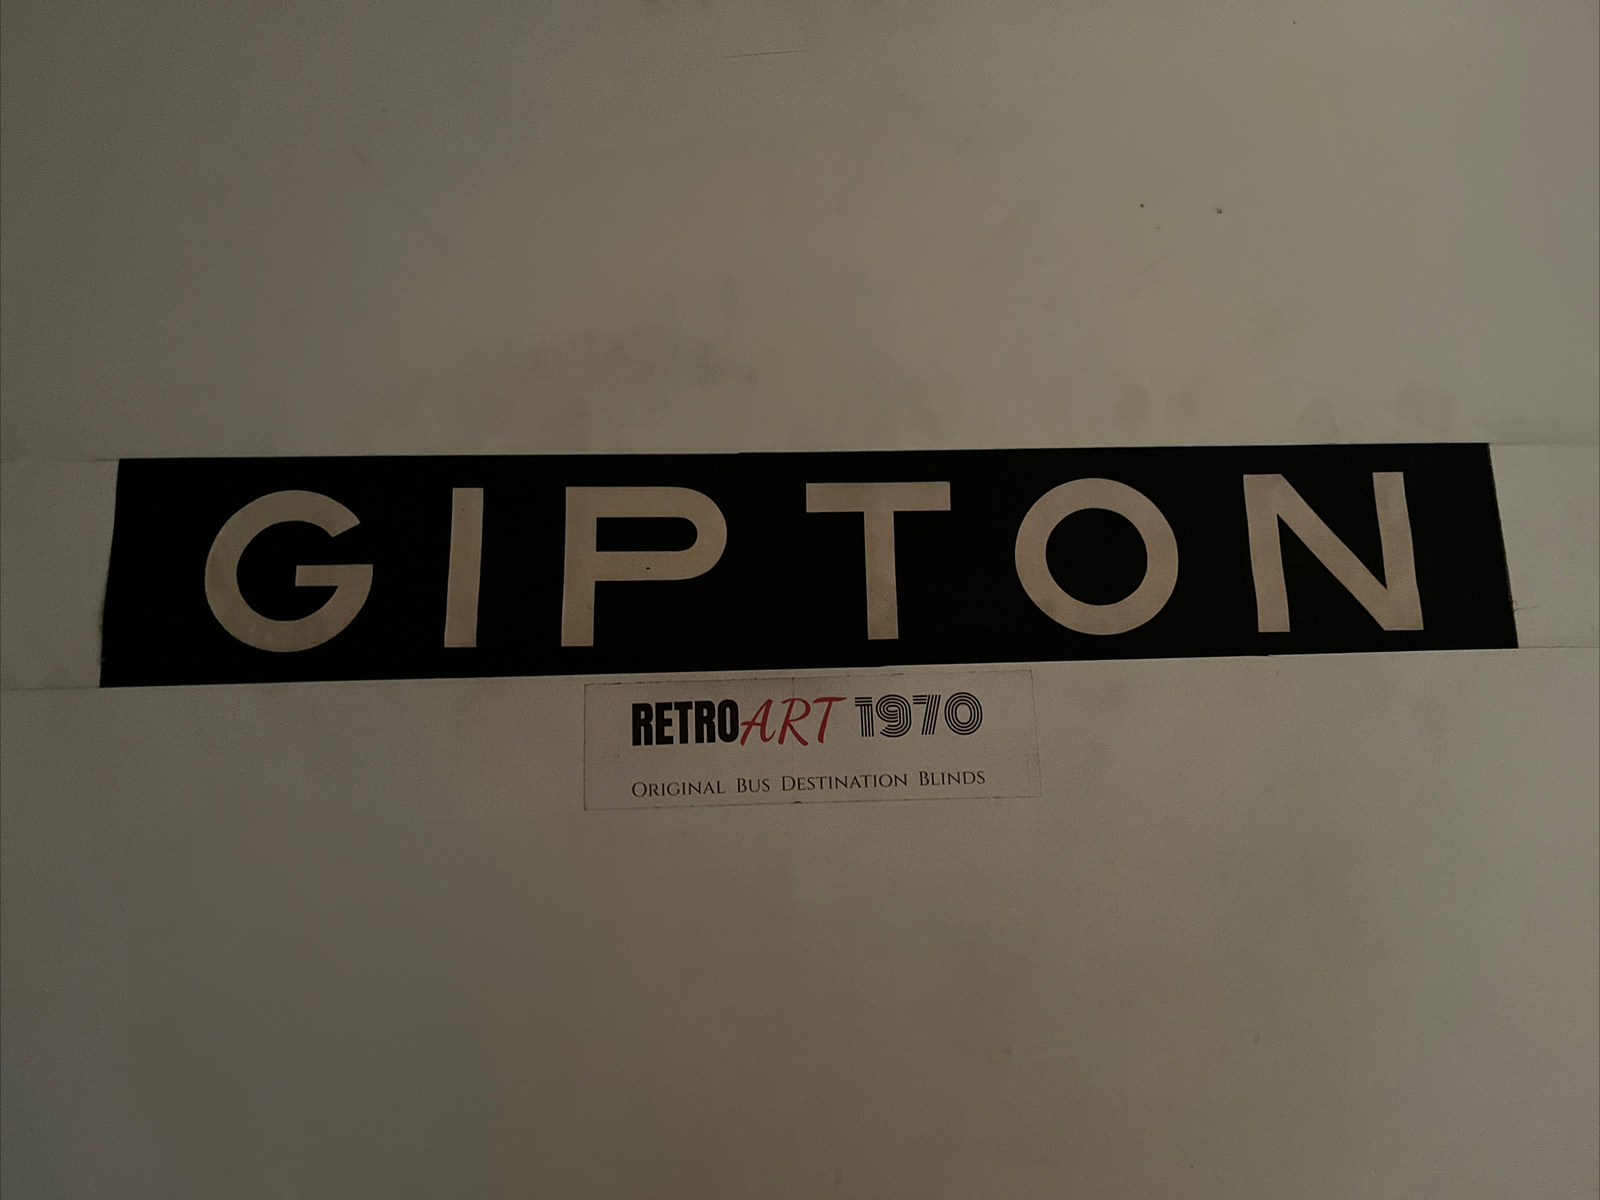 GIPTON
RETROART 1970
Original Bus Destination Blinds